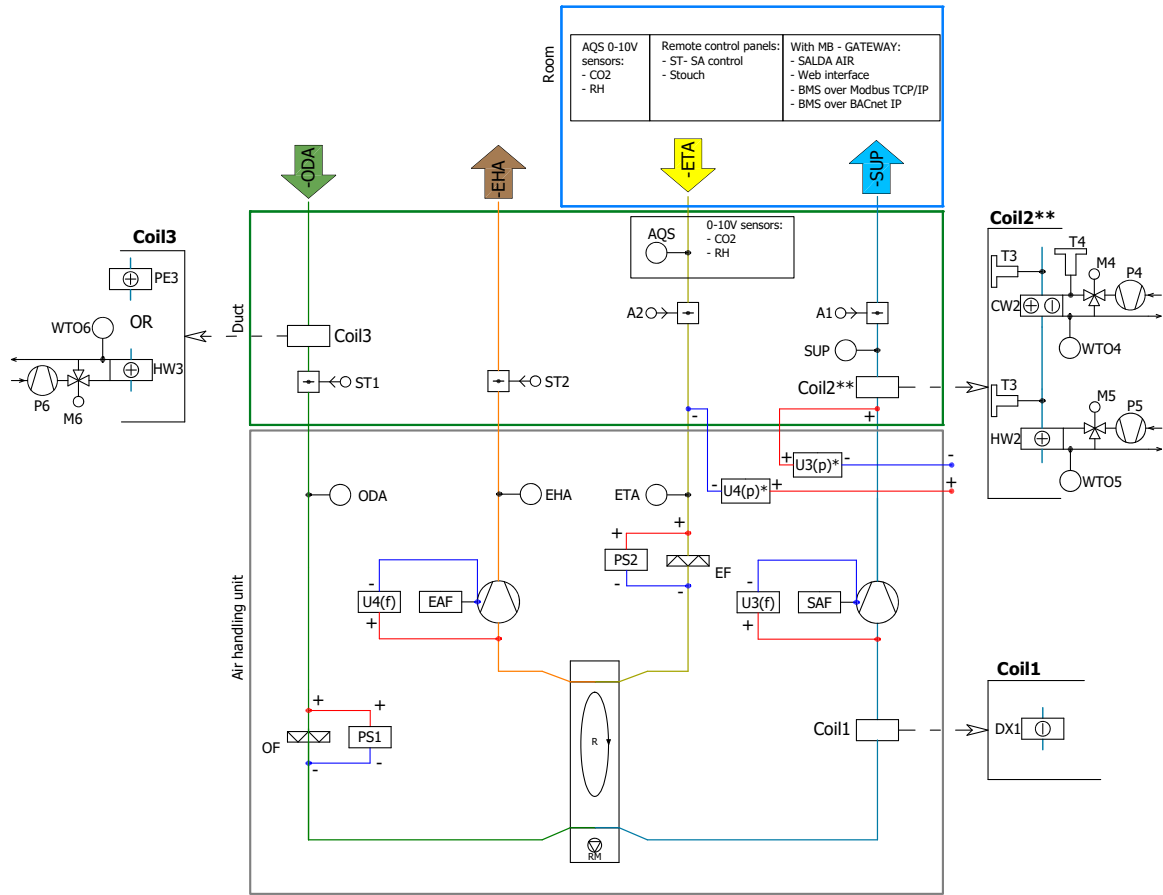 Room
AQS 0-10V
sensors:
- CO2
- RH
Remote control panels:
- ST- SA control
- Stouch
With MB - GATEWAY:
- SALDA AIR
- Web interface
- BMS over Modbus TCP/IP
- BMS over BACnet IP
-ODA
-EHA
-ETA
-SUP
Duct
AQS
0-10V sensors:
- CO2
- RH
A2
A1
SUP
Coil3
Coil2**
ST1
ST2
+
-
+
U3(p)*
-
-
-
U4(p)*
+
+
Coil3
PE3
OR
WTO6
HW3
P6
M6
Coil2**
T3
T4
M4
P4
CW2
WTO4
T3
M5
P5
HW2
WTO5
Air handling unit
ODA
EHA
ETA
+
+
PS2
EF
-
-
-
U4(f)
EAF
+
-
U3(f)
SAF
+
+
+
OF
PS1
-
-
R
RM
Coil1
Coil1
DX1